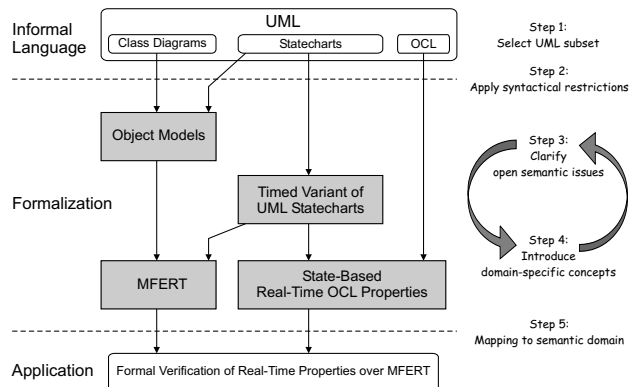 Informal
Language
UML
Class Diagrams
Statecharts
OCL
Step 1:
Select UML subset
Step 2:
Apply syntactical restrictions
Object Models
Step 3:
Clarify
open semantic issues
Formalization
Timed Variant of
UML Statecharts
Step 4:
Introduce
domain-specific concepts
MFERT
State-Based
Real-Time OCL Properties
Step 5:
Mapping to semantic domain
Application
Formal Verification of Real-Time Properties over MFERT